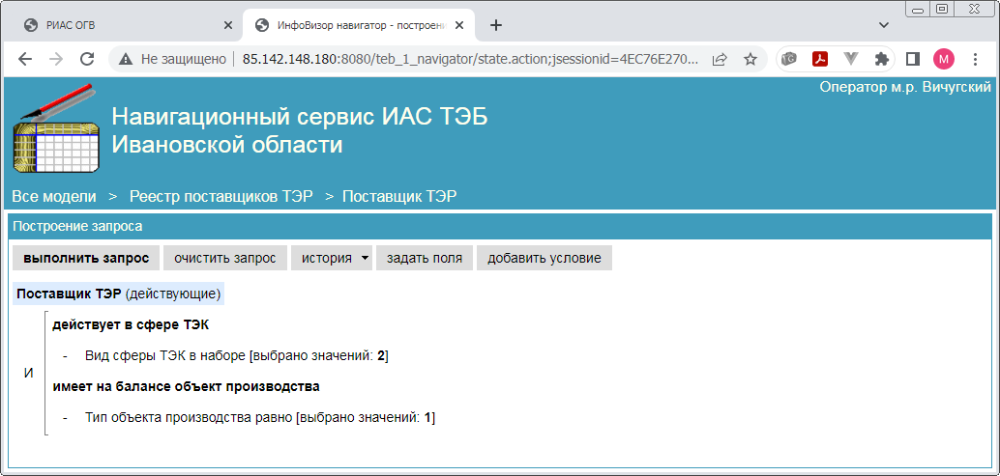 РИАС ОГВ
ИнфоВизор навигатор - построени
Не защищено
85.142.148.180:8080/teb_1_navigator/state.action;jsessionid=4EC76E270...
M
Оператор м.р. Вичугский
Навигационный сервис ИАС ТЭБ
Ивановской области
Все модели > Реестр поставщиков ТЭР > Поставщик ТЭР
Построение запроса
выполнить запрос очистить запрос история задать поля добавить условие
Поставщик ТЭР (действующие)
действует в сфере ТЭК
- Вид сферы ТЭК в наборе [выбрано значений: 2]
И
имеет на балансе объект производства
- Тип объекта производства равно [выбрано значений: 1]